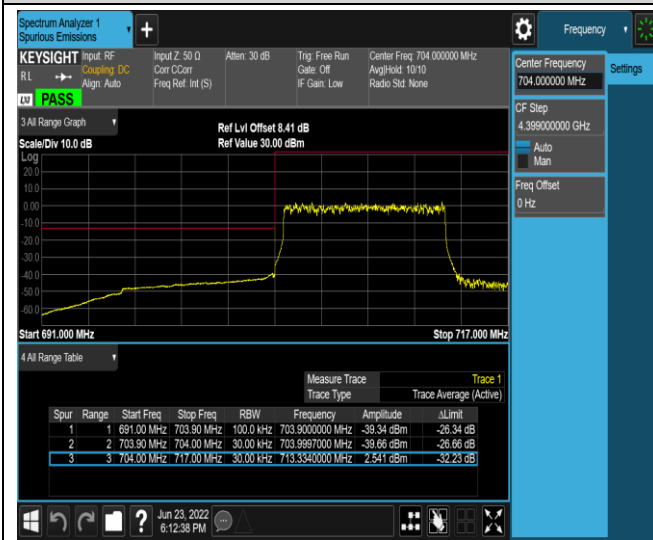 Spectrum Analyzer 1
Spurious Emissions
+
Frequency
KEYSIGHT
R L
LXI
PASS
Input: RF
Coupling: DC
Align: Auto
Input Z: 50 Ω
Corr CCorr
Freq Ref: Int (S)
Atten: 30 dB
Trig: Free Run
Gate: Off
IF Gain: Low
Center Freq: 704.000000 MHz
Avg|Hold: 10/10
Radio Std: None
Center Frequency
704.000000 MHz
Settings
CF Step
4.399000000 GHz
Auto
Man
Freq Offset
0 Hz
3 All Range Graph
Scale/Div 10.0 dB
Ref Lvl Offset 8.41 dB
Ref Value 30.00 dBm
Log
20.0
10.0
0.00
-10.0
-20.0
-30.0
-40.0
-50.0
-60.0
Start 691.000 MHz
Stop 717.000 MHz
4 All Range Table
Measure Trace Trace 1
Trace Type Trace Average (Active)
Spur Range Start Freq Stop Freq RBW Frequency Amplitude ΔLimit
1 1 691.00 MHz 703.90 MHz 100.0 kHz 703.9000000 MHz -39.34 dBm -26.34 dB
2 2 703.90 MHz 704.00 MHz 30.00 kHz 703.9997000 MHz -39.66 dBm -26.66 dB
3 3 704.00 MHz 717.00 MHz 30.00 kHz 713.3340000 MHz 2.541 dBm -32.23 dB
?
Jun 23, 2022
6:12:38 PM